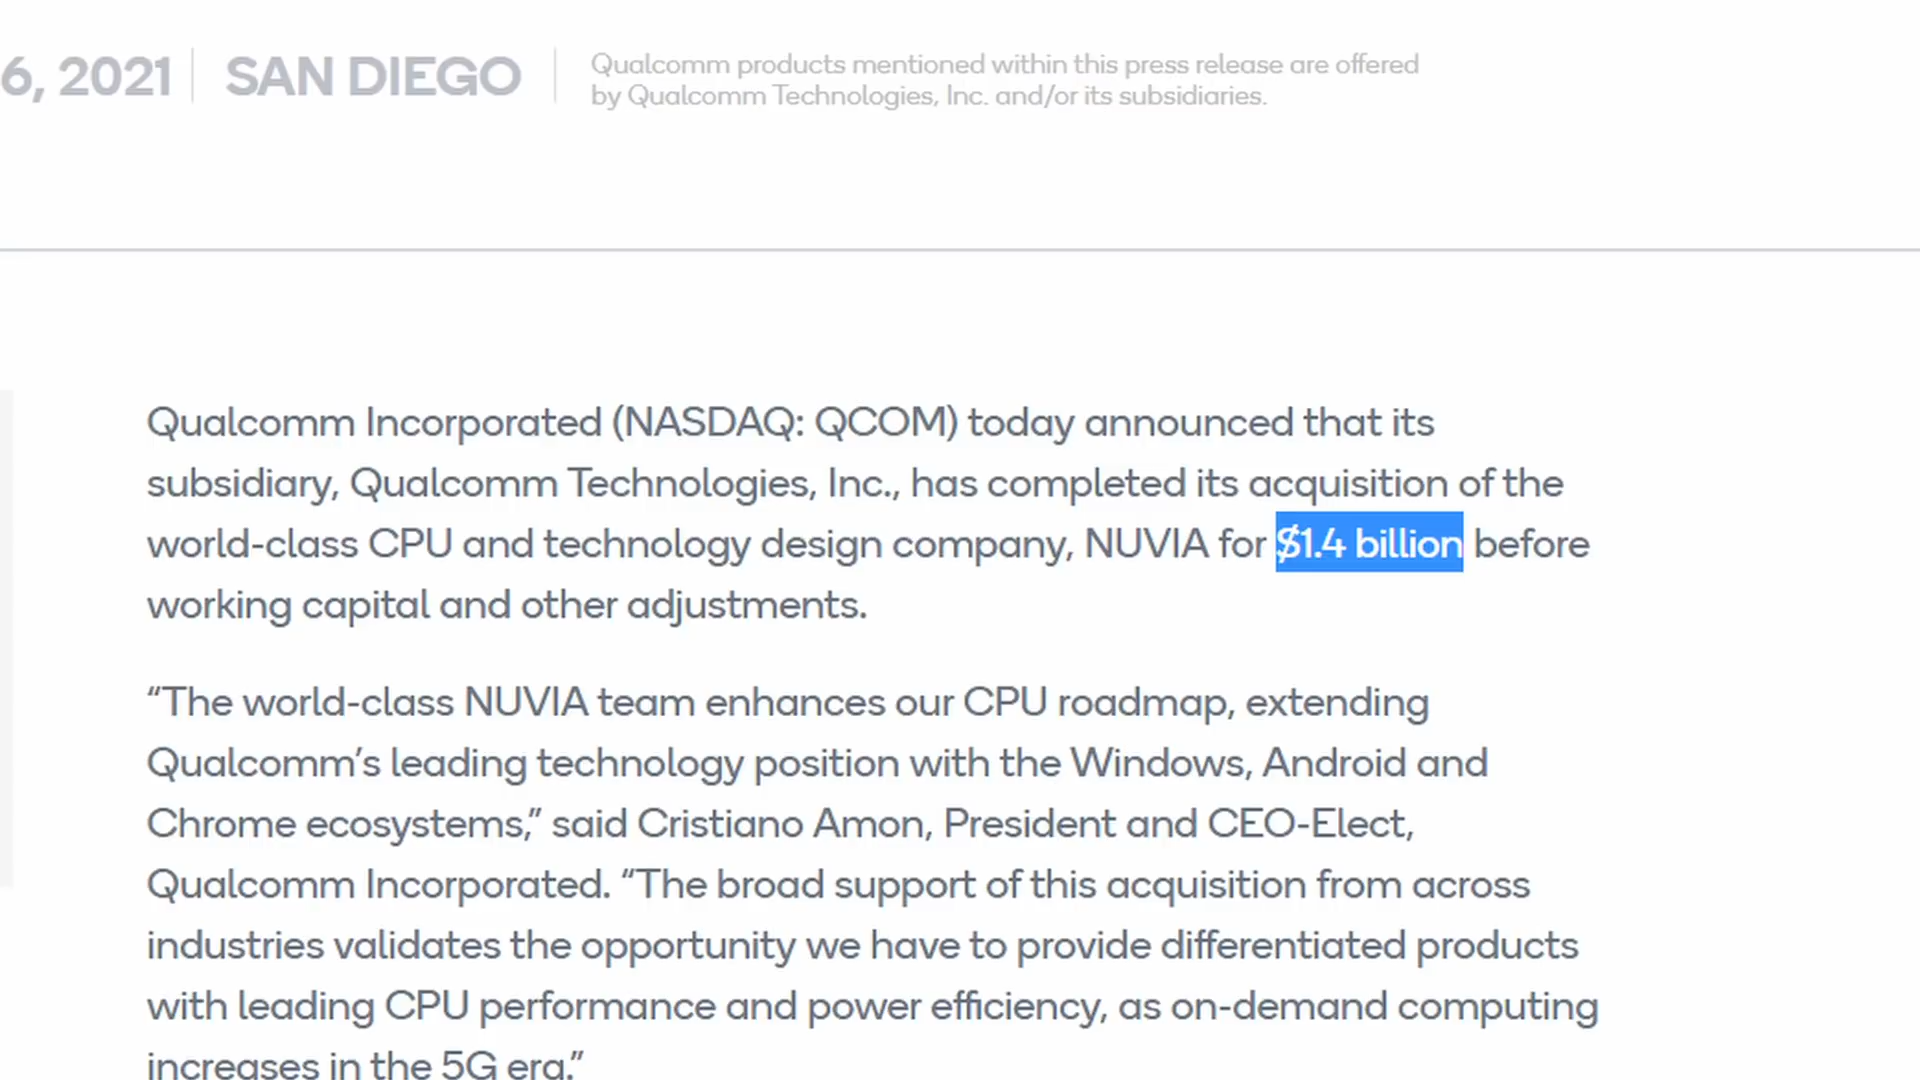 6, 2021
SAN DIEGO
Qualcomm products mentioned within this press release are offered
by Qualcomm Technologies, Inc. and/or its subsidiaries.
Qualcomm Incorporated (NASDAQ: QCOM) today announced that its
subsidiary, Qualcomm Technologies, Inc., has completed its acquisition of the
world-class CPU and technology design company, NUVIA for $1.4 billion before
working capital and other adjustments.
“The world-class NUVIA team enhances our CPU roadmap, extending
Qualcomm’s leading technology position with the Windows, Android and
Chrome ecosystems,” said Cristiano Amon, President and CEO-Elect,
Qualcomm Incorporated. “The broad support of this acquisition from across
industries validates the opportunity we have to provide differentiated products
with leading CPU performance and power efficiency, as on-demand computing
increases in the 5G era.”